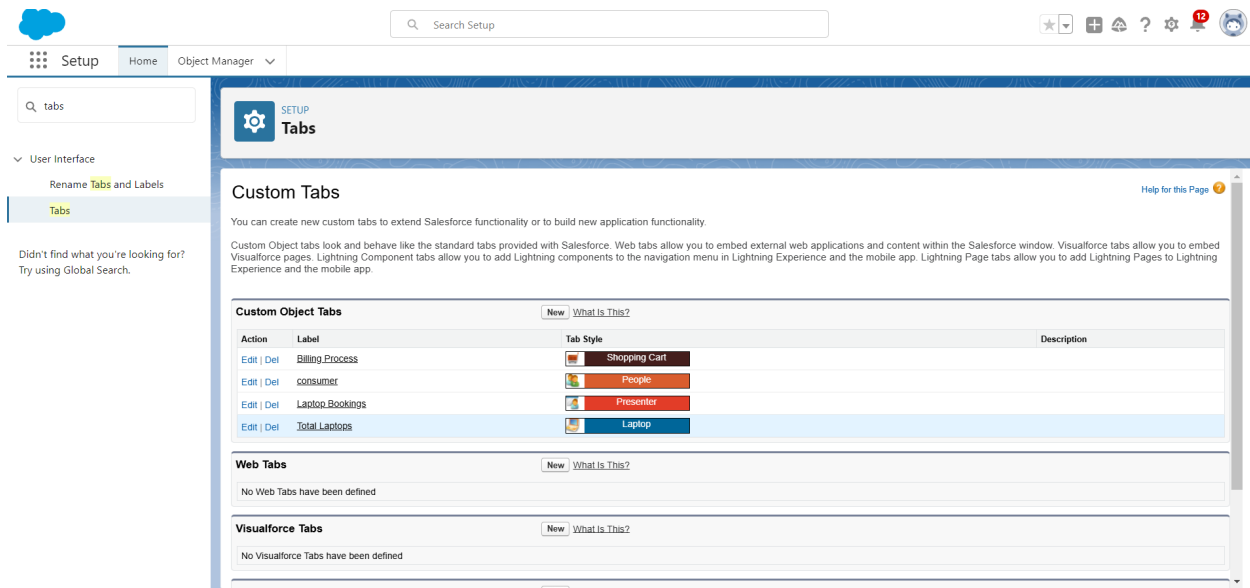 Search Setup
12
Setup
Home
Object Manager
tabs
User Interface
Rename Tabs and Labels
Tabs
Didn't find what you're looking for?
Try using Global Search.
SETUP
Tabs
Custom Tabs
Help for this Page
You can create new custom tabs to extend Salesforce functionality or to build new application functionality.
Custom Object tabs look and behave like the standard tabs provided with Salesforce. Web tabs allow you to embed external web applications and content within the Salesforce window. Visualforce tabs allow you to embed
Visualforce pages. Lightning Component tabs allow you to add Lightning components to the navigation menu in Lightning Experience and the mobile app. Lightning Page tabs allow you to add Lightning Pages to Lightning
Experience and the mobile app.
Custom Object Tabs New What Is This?
Action Label Tab Style Description
Edit | Del Billing Process Shopping Cart
Edit | Del consumer People
Edit | Del Laptop Bookings Presenter
Edit | Del Total Laptops Laptop
Web Tabs New What Is This?
No Web Tabs have been defined
Visualforce Tabs New What Is This?
No Visualforce Tabs have been defined